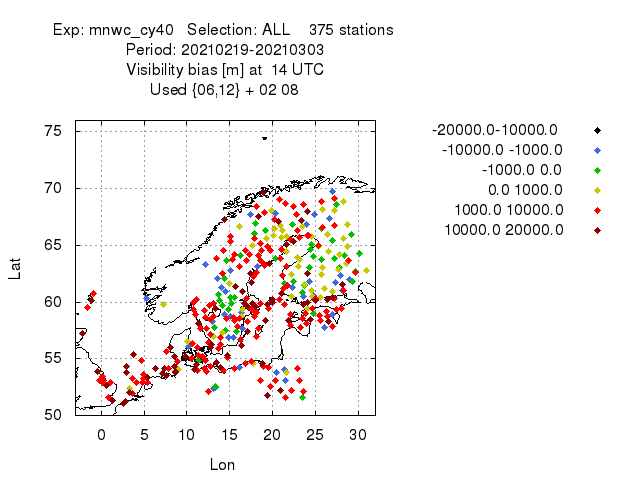 Exp: mnwc_cy40 Selection: ALL 375 stations
Period: 20210219-20210303
Visibility bias [m] at 14 UTC
Used {06,12} + 02 08
-20000.0-10000.0
-10000.0 -1000.0
-1000.0 0.0
0.0 1000.0
1000.0 10000.0
10000.0 20000.0
75
70
65
60
55
50
Lat
0 5 10 15 20 25 30
Lon